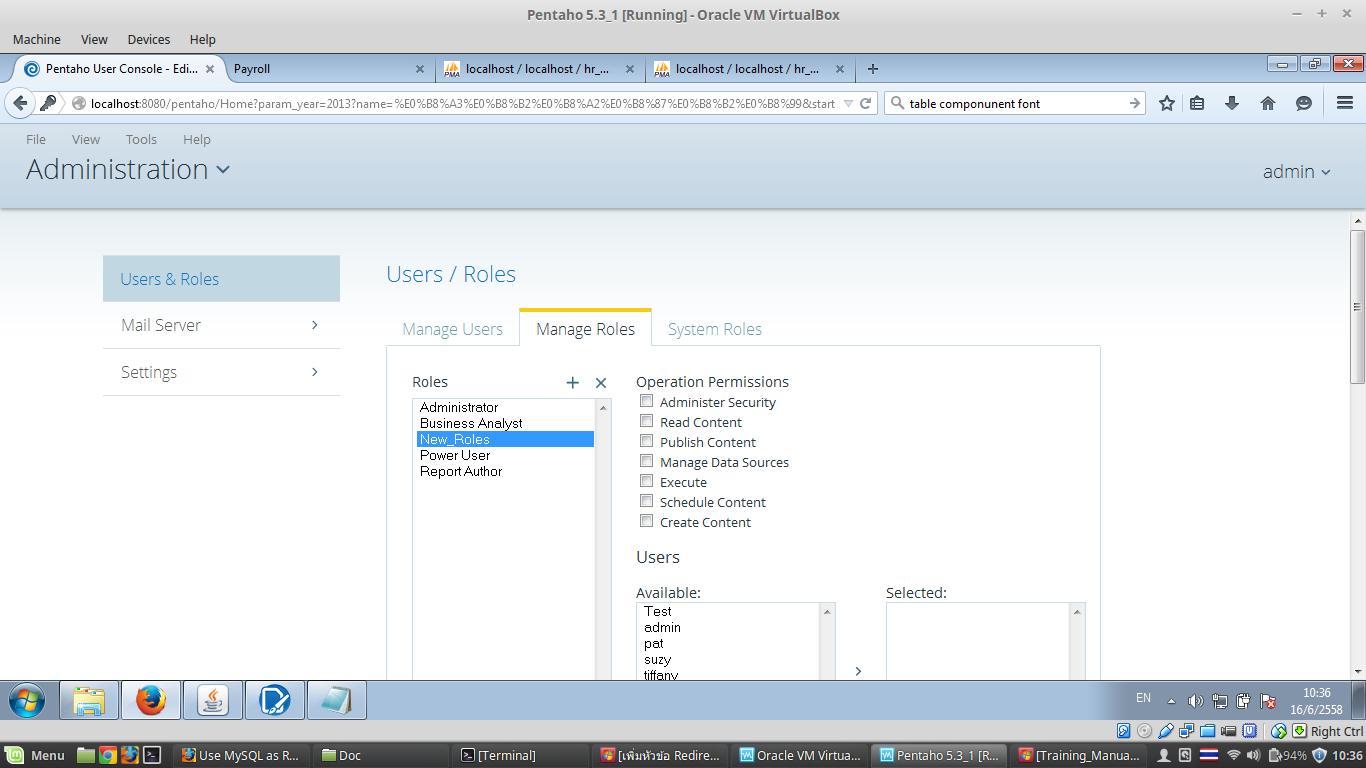 Pentaho 5.3_1 [Running] - Oracle VM VirtualBox
Machine View Devices Help
Pentaho User Console - Edi...
Payroll
localhost / localhost / hr_...
localhost / localhost / hr_...
localhost:8080/pentaho/Home?param_year=2013?name=%E0%B8%A3%E0%B8%B2%E0%B8%A2%E0%B8%87%E0%B8%B2%E0%B8%99&start
table componunent font
File View Tools Help
Administration
admin
Users & Roles
Mail Server
Settings
Users / Roles
Manage Users Manage Roles System Roles
Roles
Administrator
Business Analyst
New_Roles
Power User
Report Author
Operation Permissions
Administer Security
Read Content
Publish Content
Manage Data Sources
Execute
Schedule Content
Create Content
Users
Available:
Test
admin
pat
suzy
tiffany
Selected:
EN
10:36
16/6/2558
Right Ctrl
Menu
Use MySQL as R...
Doc
[Terminal]
[เพิ่มหัวข้อ Redire...
Oracle VM Virtua...
Pentaho 5.3_1 [R...
[Training_Manua...
94%
10:36